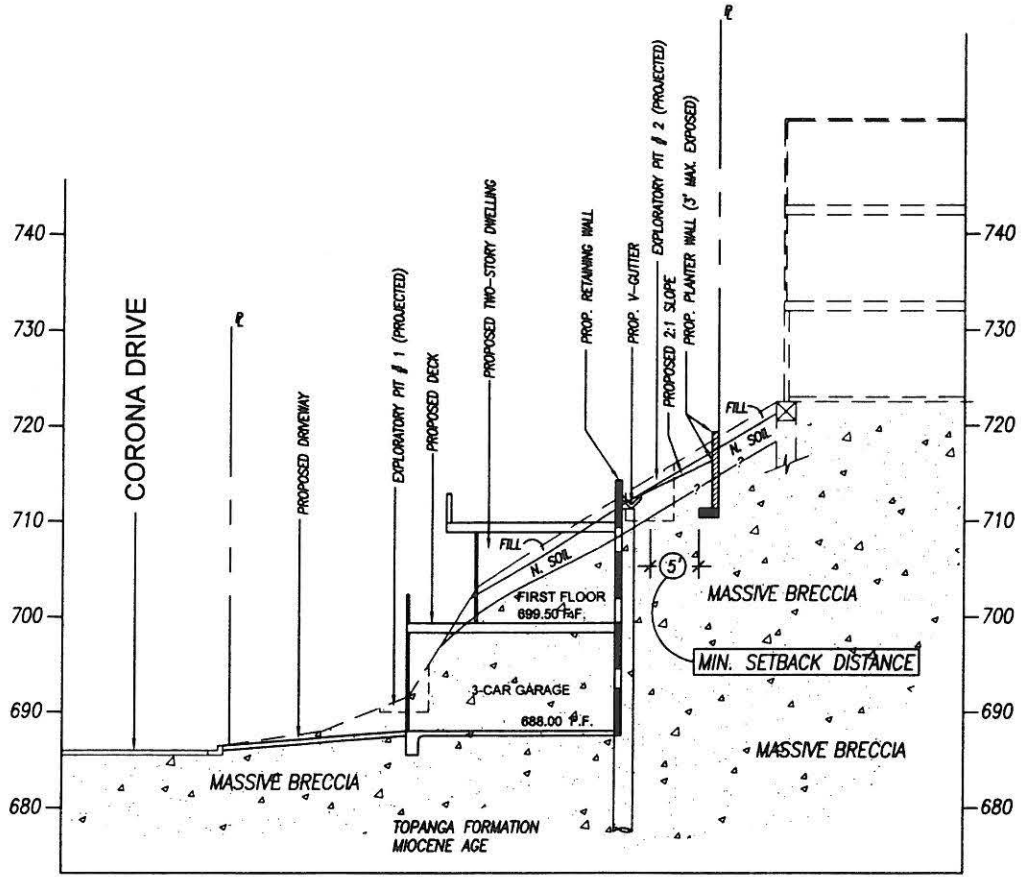 ℄
℄
740
730
720
710
700
690
680
CORONA DRIVE
PROPOSED DRIVEWAY
EXPLORATORY PIT # 1 (PROJECTED)
PROPOSED DECK
PROPOSED TWO-STORY DWELLING
PROP. RETAINING WALL
PROP. V-GUTTER
EXPLORATORY PIT # 2 (PROJECTED)
PROPOSED 2:1 SLOPE
PROP. PLANTER WALL (3' MAX. EXPOSED)
740
730
720
710
700
690
680
FILL
N. SOIL
?
?
FILL
N. SOIL
FIRST FLOOR
699.50 F.F.
5'
MASSIVE BRECCIA
MIN. SETBACK DISTANCE
3-CAR GARAGE
688.00 F.F.
MASSIVE BRECCIA
MASSIVE BRECCIA
TOPANGA FORMATION
MIOCENE AGE